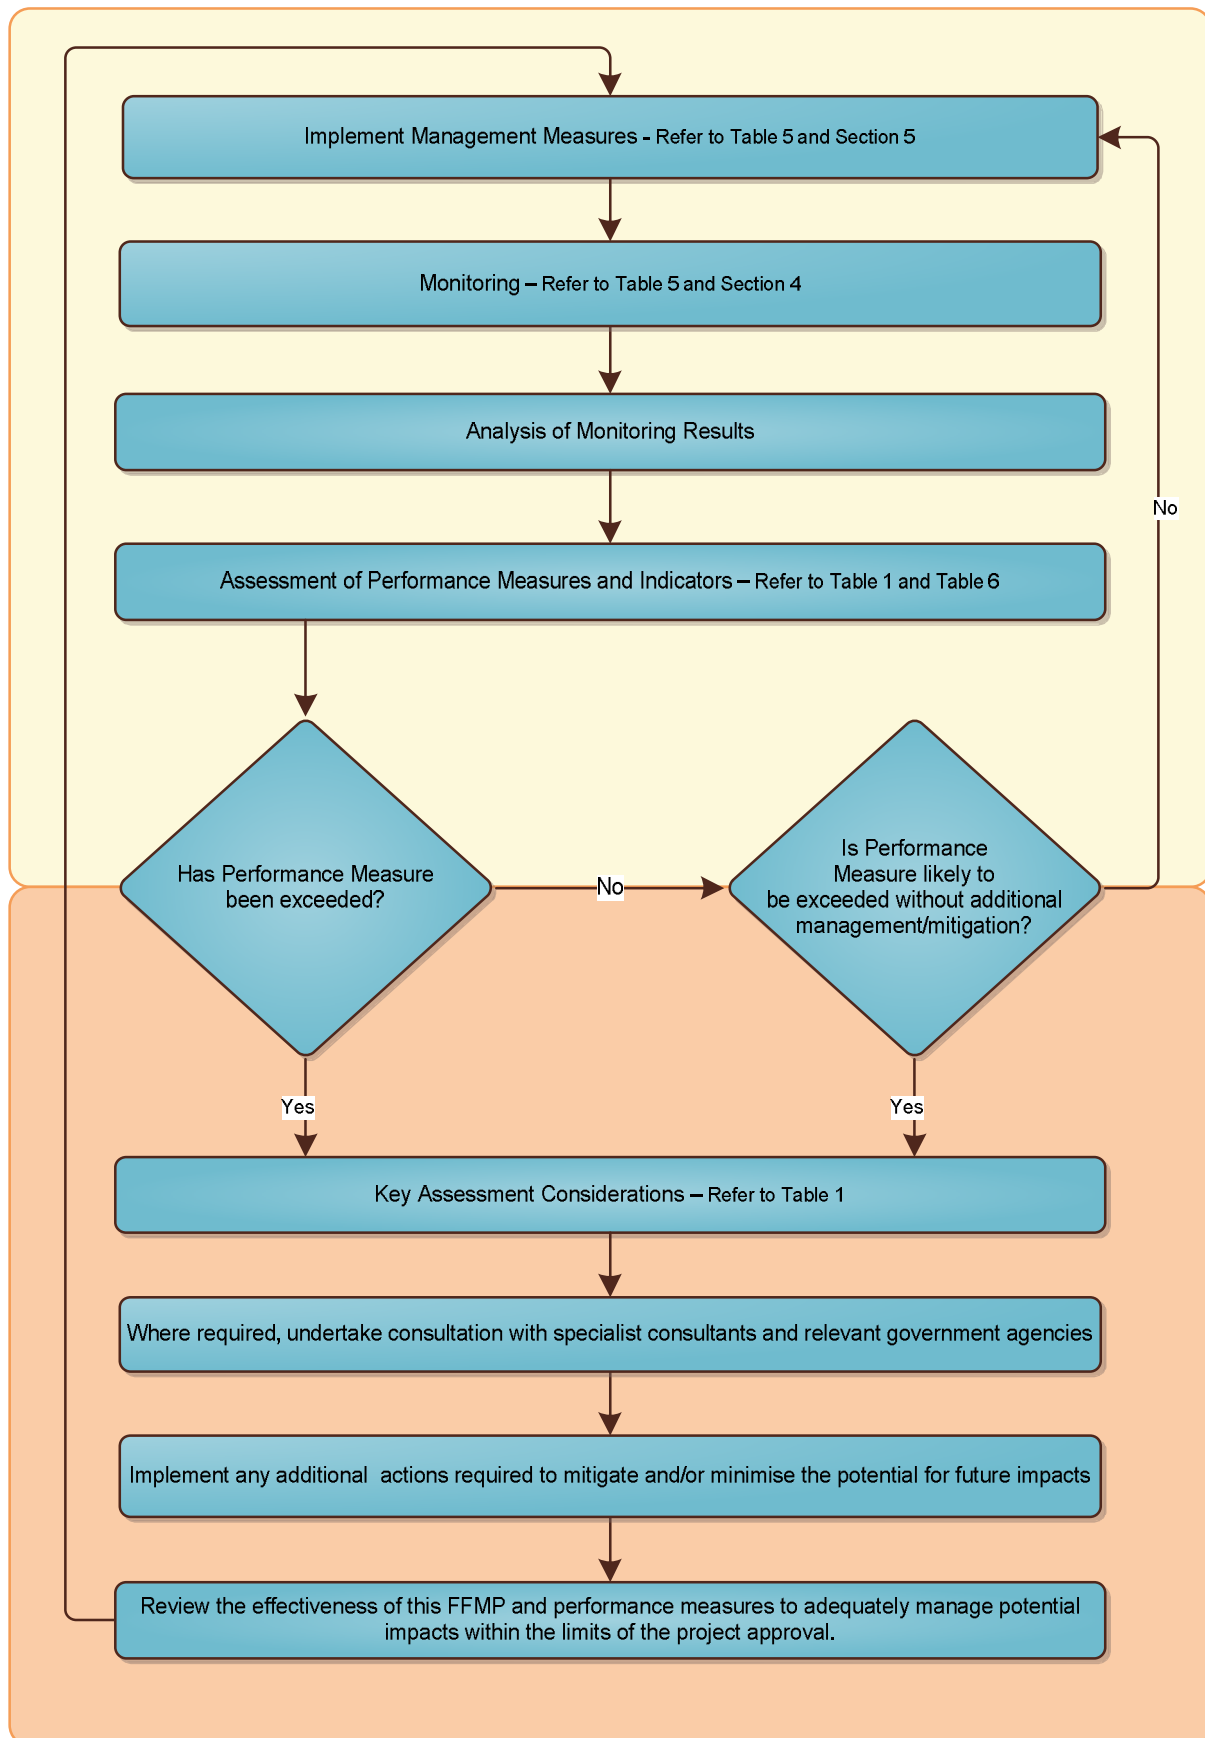 Implement Management Measures - Refer to Table 5 and Section 5
Monitoring – Refer to Table 5 and Section 4
Analysis of Monitoring Results
No
Assessment of Performance Measures and Indicators – Refer to Table 1 and Table 6
Has Performance Measure
been exceeded?
No
Is Performance
Measure likely to
be exceeded without additional
management/mitigation?
Yes
Yes
Key Assessment Considerations – Refer to Table 1
Where required, undertake consultation with specialist consultants and relevant government agencies
Implement any additional actions required to mitigate and/or minimise the potential for future impacts
Review the effectiveness of this FFMP and performance measures to adequately manage potential
impacts within the limits of the project approval.